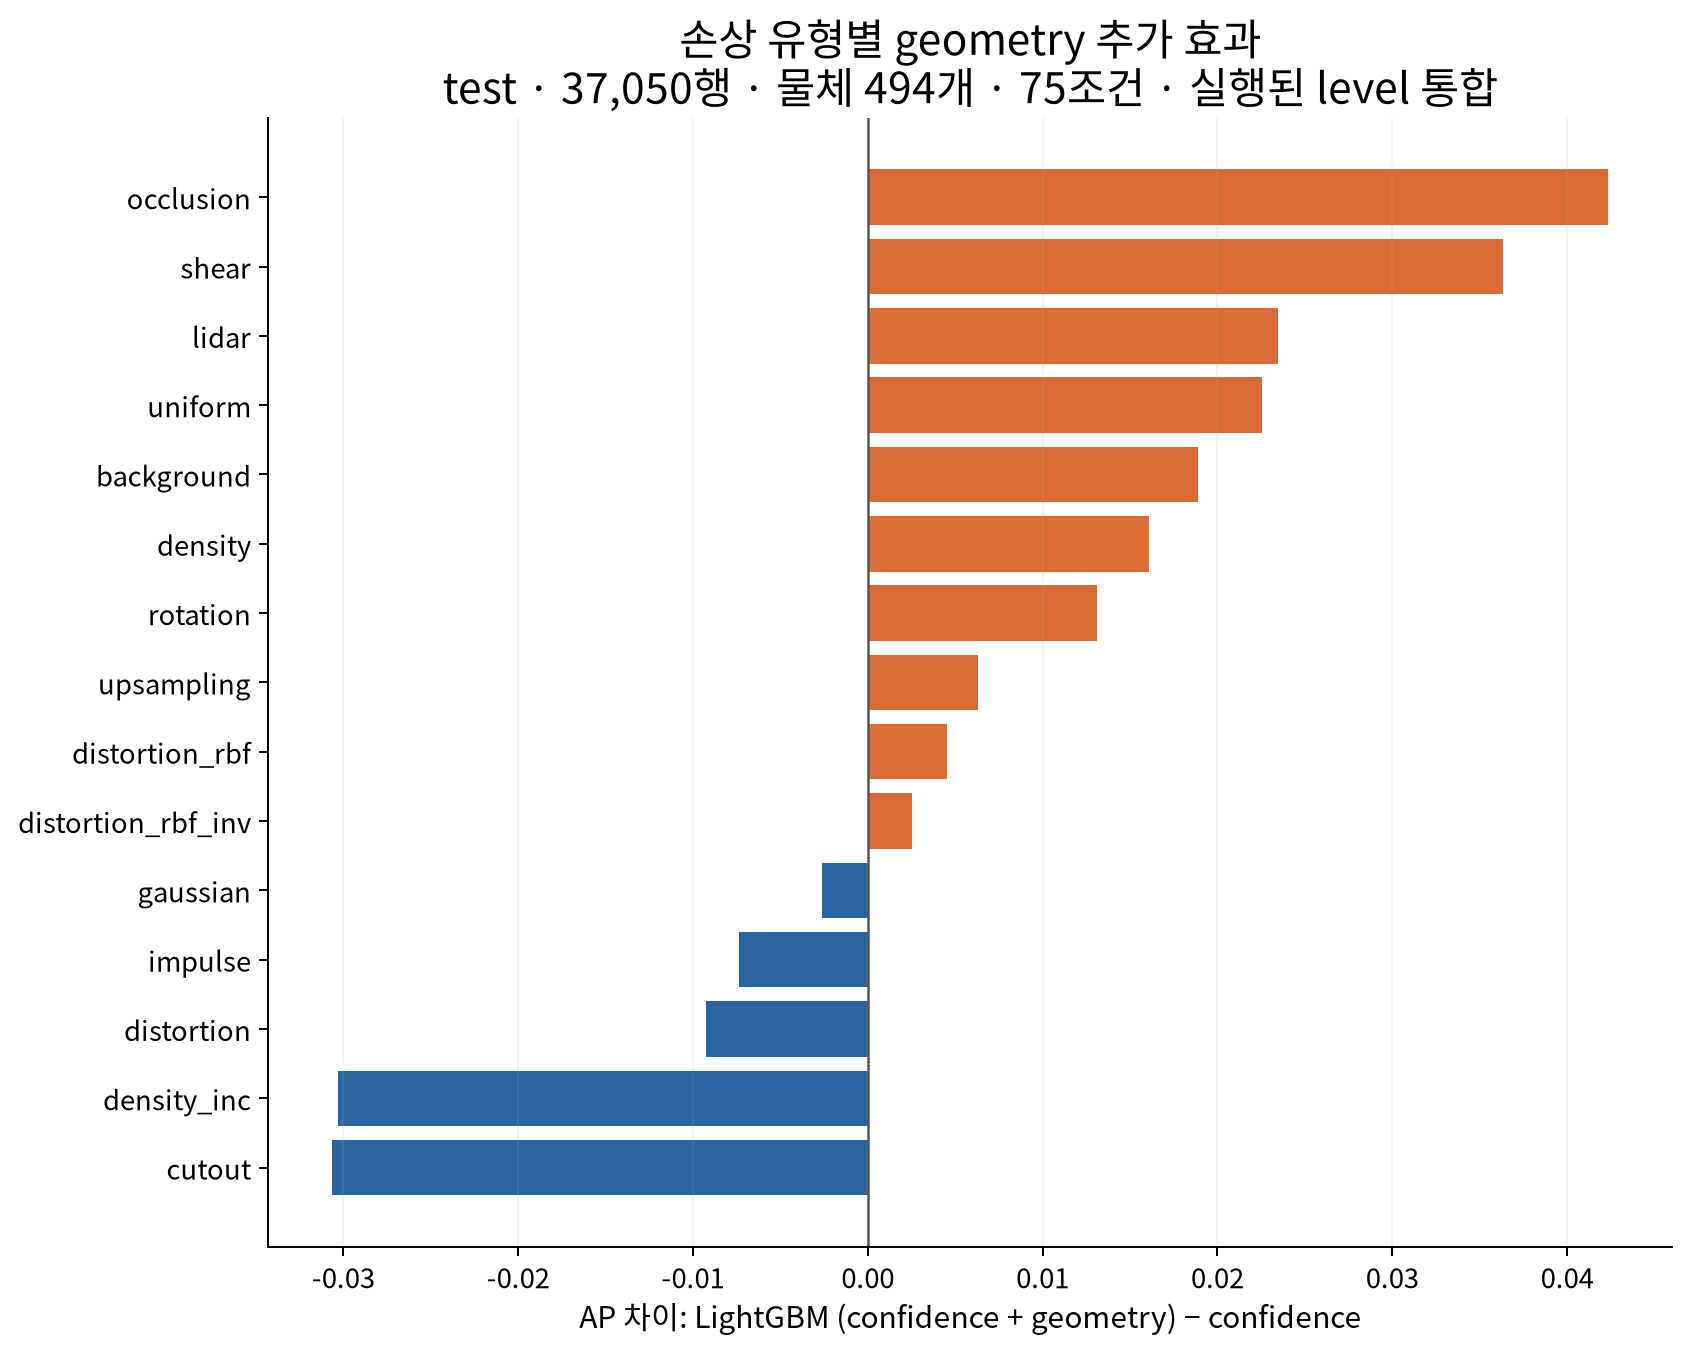 손상 유형별 geometry 추가 효과
test · 37,050행 · 물체 494개 · 75조건 · 실행된 level 통합
occlusion
shear
lidar
uniform
background
density
rotation
upsampling
distortion_rbf
distortion_rbf_inv
gaussian
impulse
distortion
density_inc
cutout
-0.03 -0.02 -0.01 0.00 0.01 0.02 0.03 0.04
AP 차이: LightGBM (confidence + geometry) − confidence